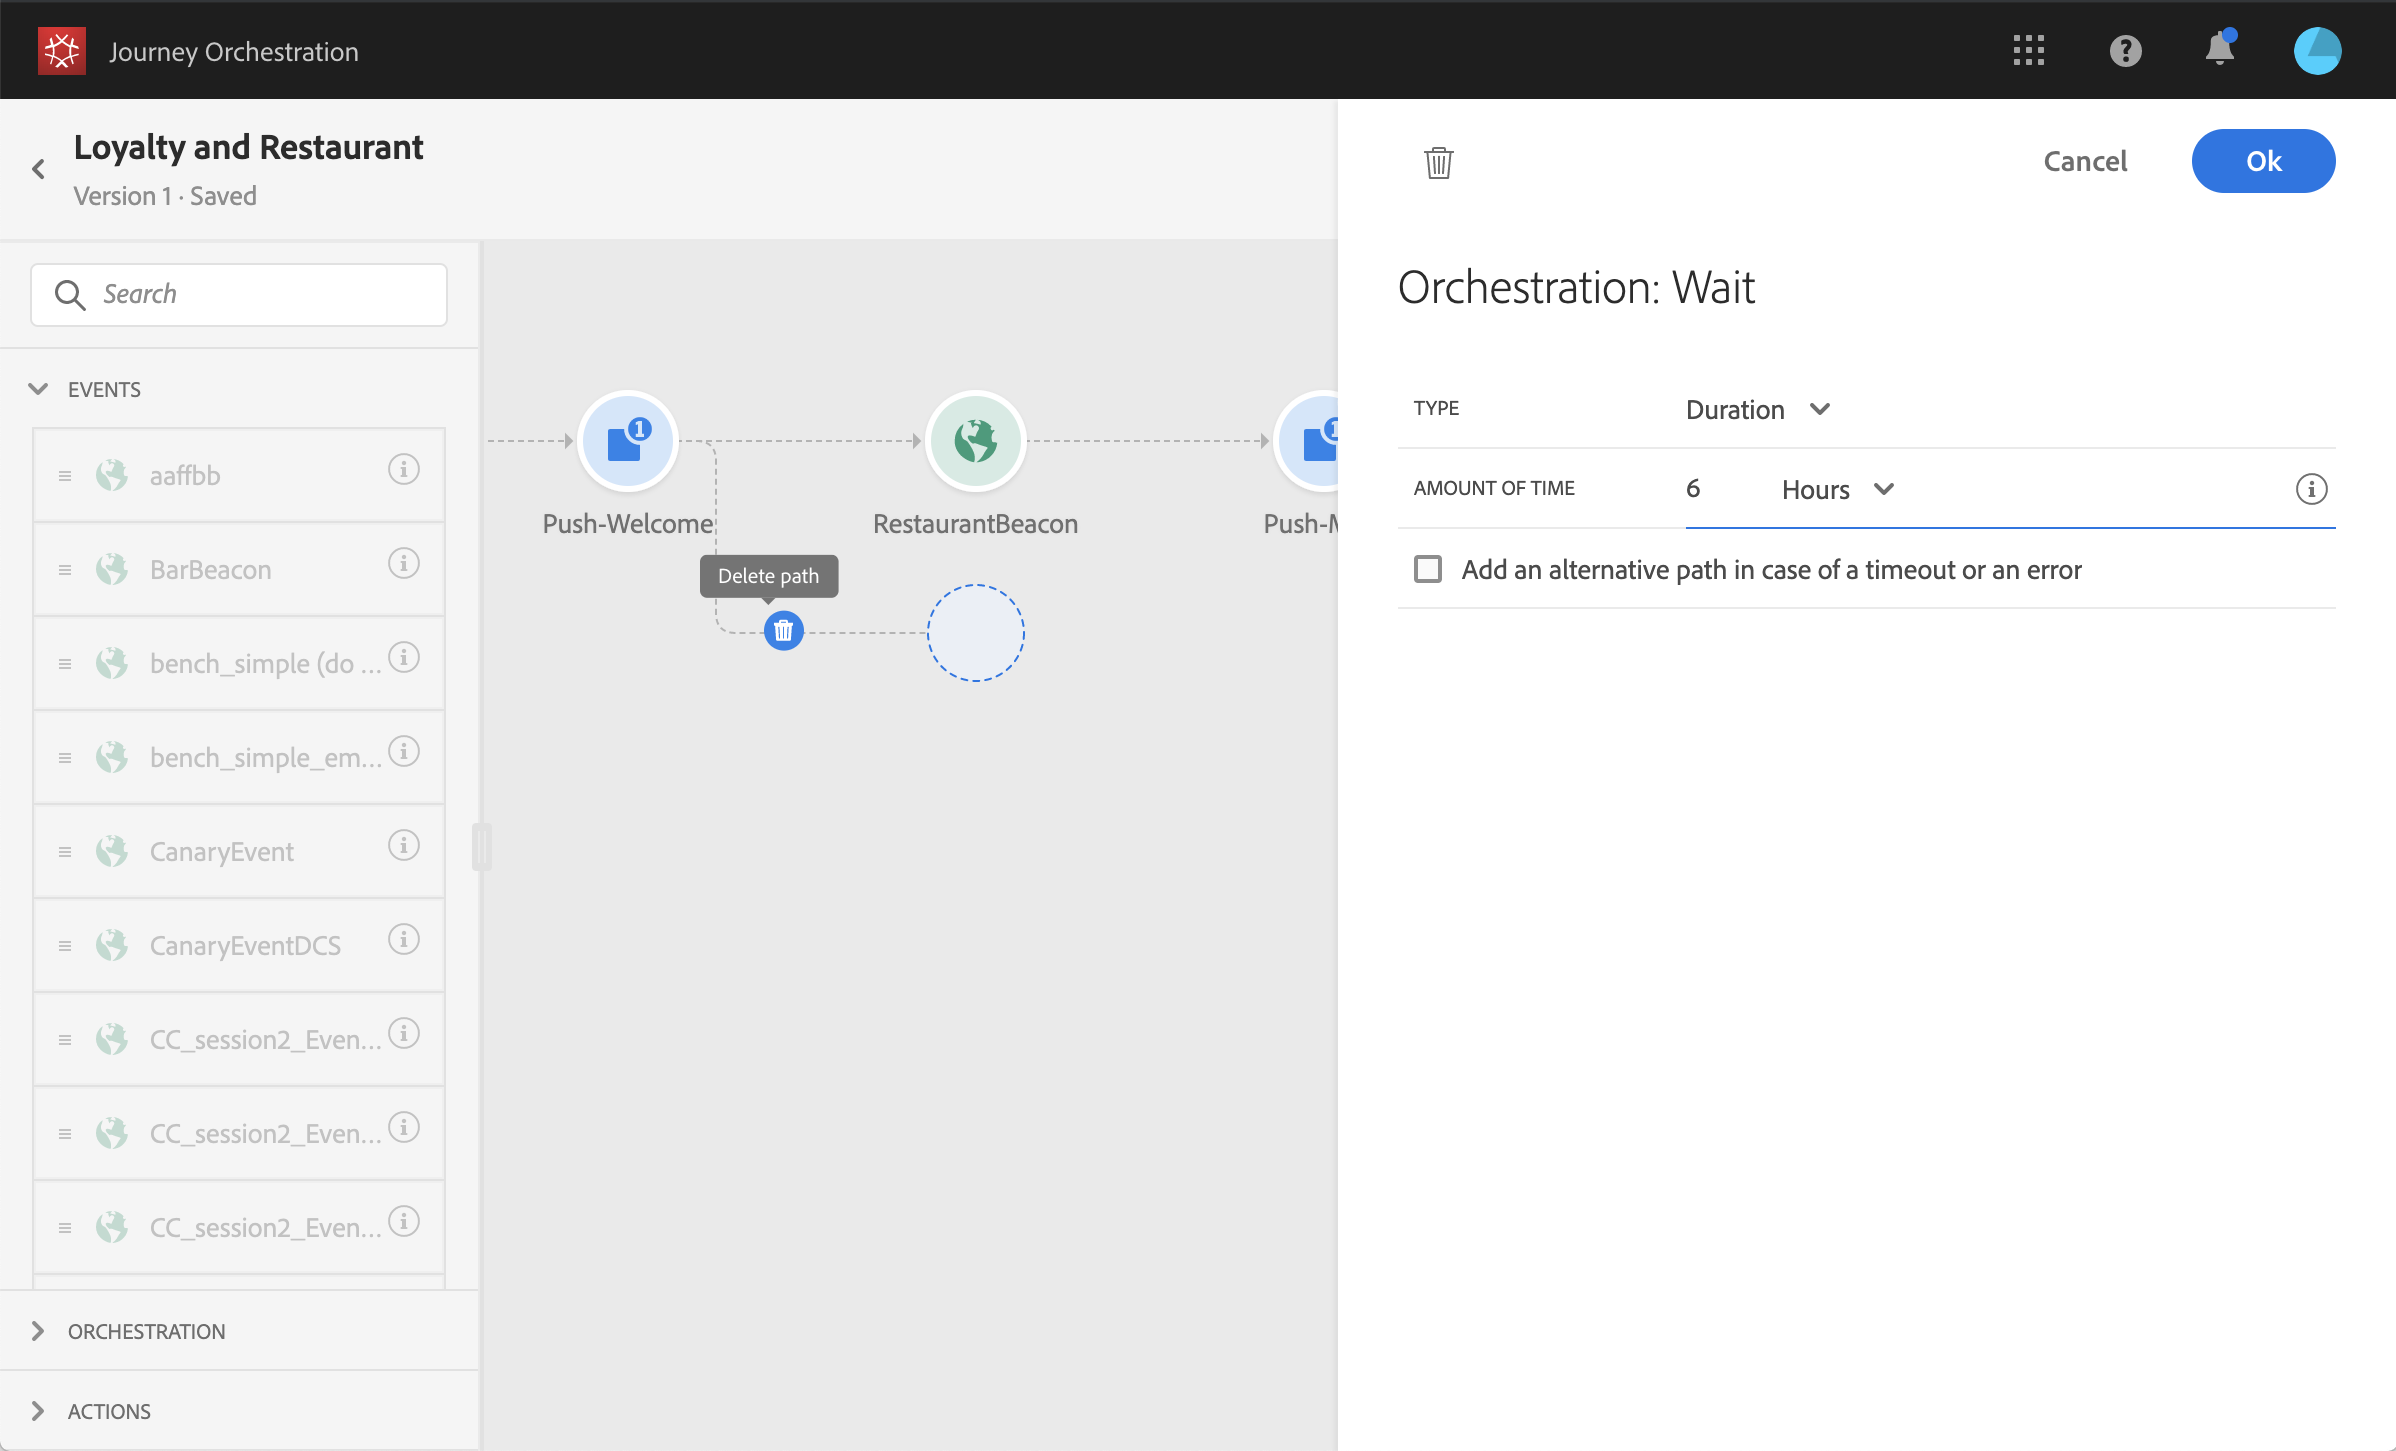 Journey Orchestration
Loyalty and Restaurant
Version 1 · Saved
Search
EVENTS
aaffbb
BarBeacon
bench_simple (do ...
bench_simple_em...
CanaryEvent
CanaryEventDCS
CC_session2_Even...
CC_session2_Even...
CC_session2_Even...
ORCHESTRATION
ACTIONS
1
Push-Welcome
RestaurantBeacon
1
Push-M
Delete path
Cancel
Ok
Orchestration: Wait
TYPE
Duration
AMOUNT OF TIME
6
Hours
Add an alternative path in case of a timeout or an error